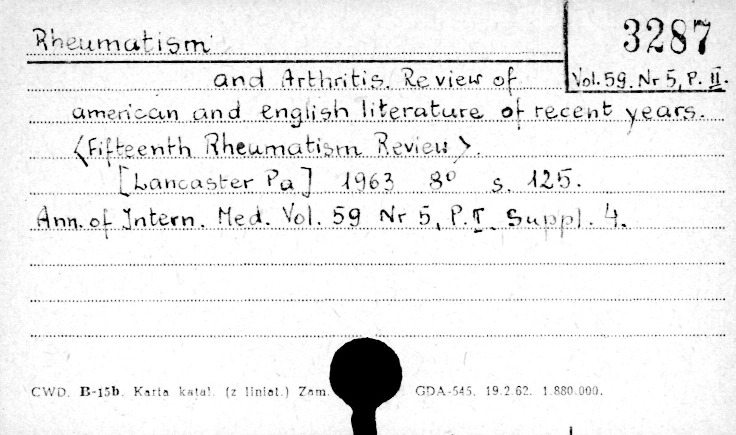 3287
Vol. 59. Nr 5, P. II.
Rheumatism
and Arthritis. Review of
american and english literature of recent years.
<Fifteenth Rheumatism Review>.
[Lancaster Pa] 1963 8° s. 125.
Ann. of Intern. Med. Vol. 59 Nr 5, P. II. Suppl. 4.
CWD. B-15b. Karta katal. (z liniat.) Zam. GDA-545. 19.2.62. 1.880.000.